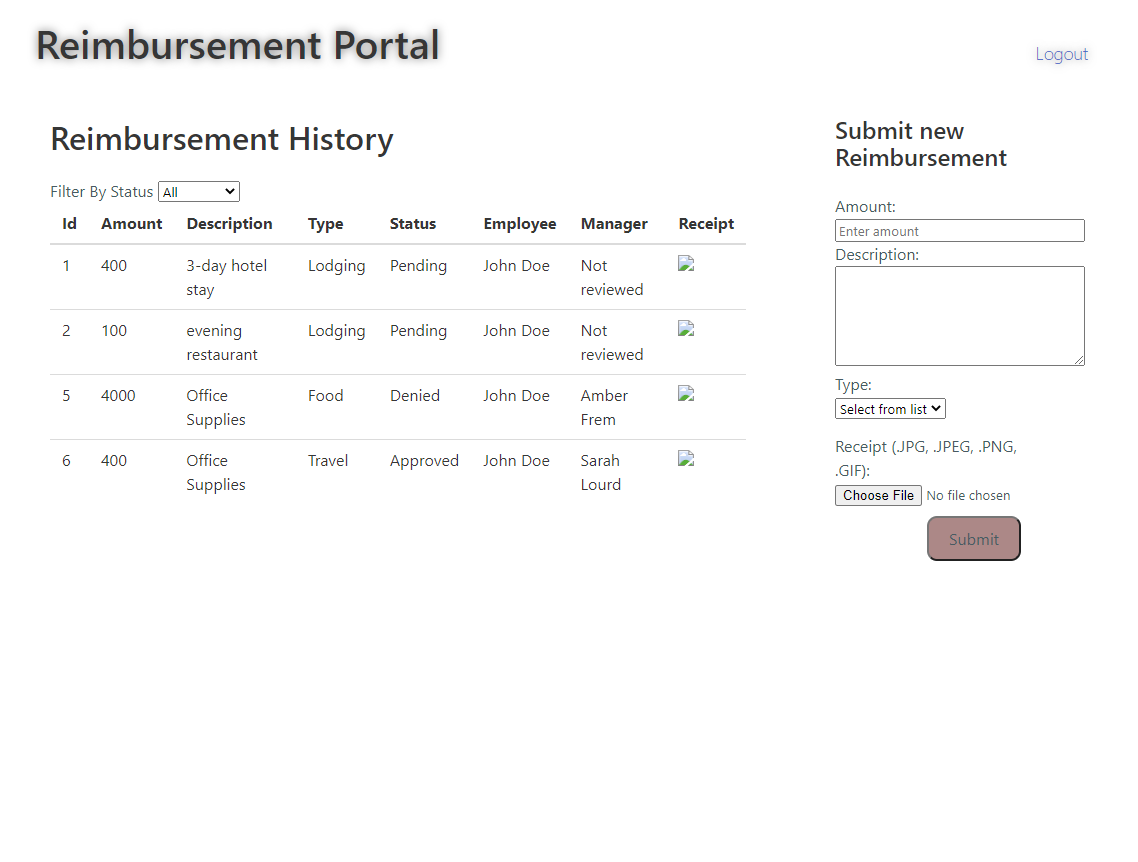 Reimbursement Portal
Logout
Reimbursement History
Filter By Status All
Id Amount Description Type Status Employee Manager Receipt
1 400 3-day hotel Lodging Pending John Doe Not
stay reviewed
2 100 evening Lodging Pending John Doe Not
restaurant reviewed
5 4000 Office Food Denied John Doe Amber
Supplies Frem
6 400 Office Travel Approved John Doe Sarah
Supplies Lourd
Submit new
Reimbursement
Amount:
Enter amount
Description:
Type:
Select from list
Receipt (.JPG, .JPEG, .PNG,
.GIF):
Choose File No file chosen
Submit